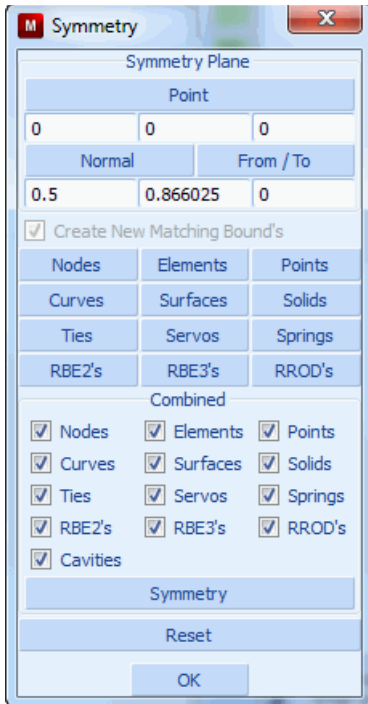 M Symmetry X
Symmetry Plane
Point
0 0 0
Normal From / To
0.5 0.866025 0
Create New Matching Bound's
Nodes Elements Points
Curves Surfaces Solids
Ties Servos Springs
RBE2's RBE3's RROD's
Combined
Nodes Elements Points
Curves Surfaces Solids
Ties Servos Springs
RBE2's RBE3's RROD's
Cavities
Symmetry
Reset
OK